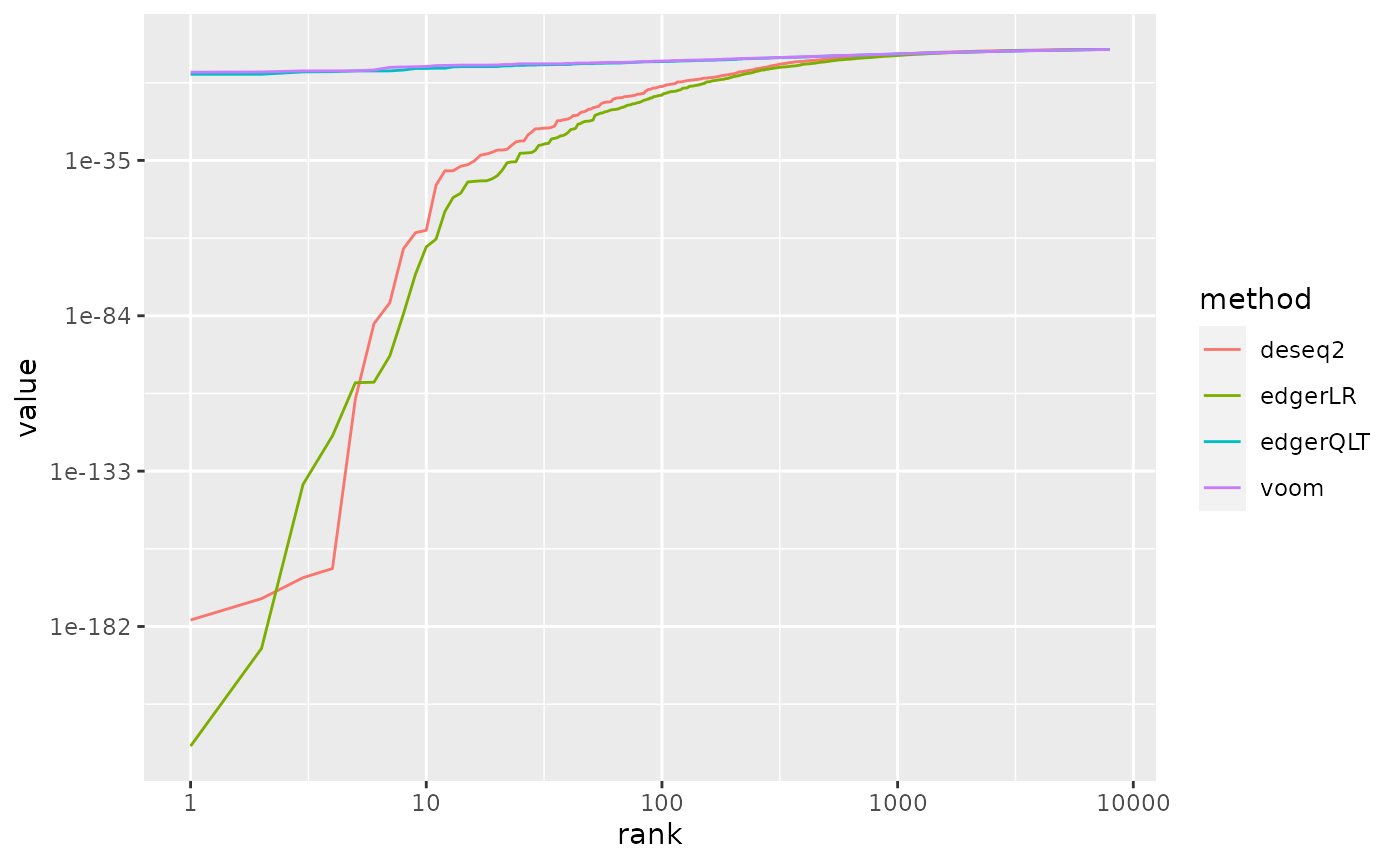 value
1e-35
1e-84
1e-133
1e-182
1
10
100
1000
10000
rank
method
deseq2
edgerLR
edgerQLT
voom